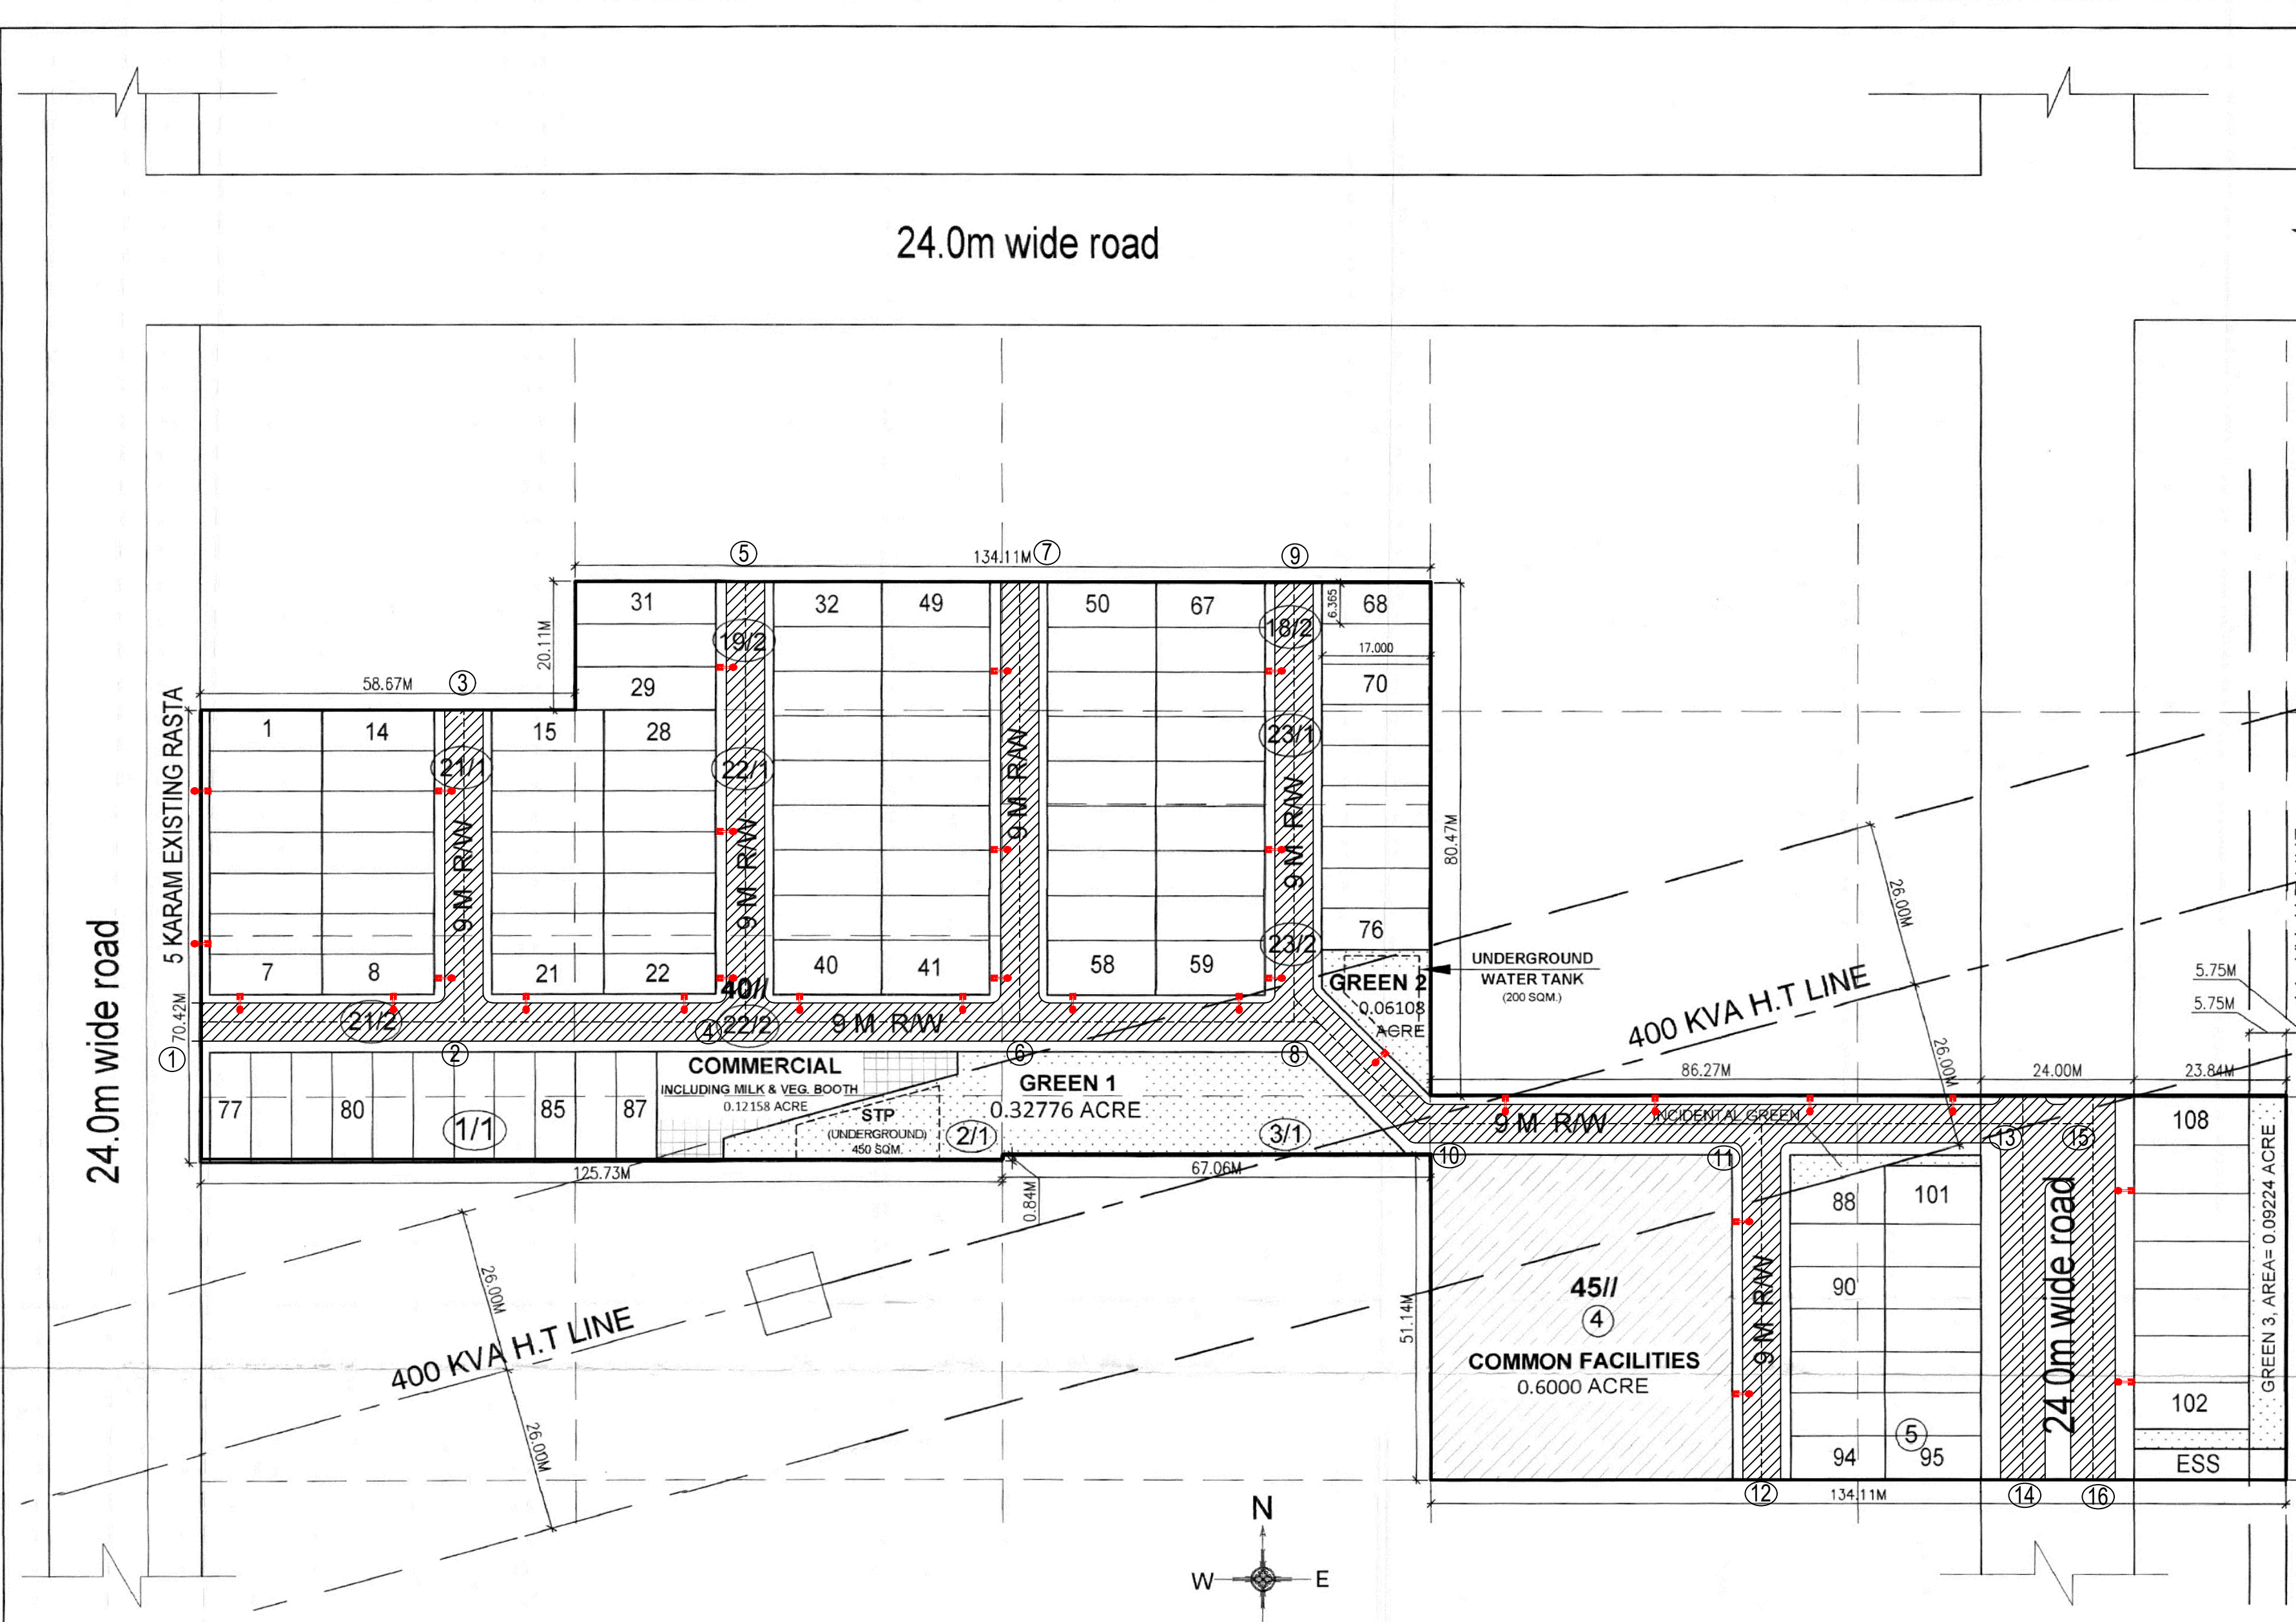 24.0m wide road
5
134.11M
7
9
31
32
49
50
67
6.365
68
19/2
18/2
20.11M
17.000
58.67M
3
29
70
5 KARAM EXISTING RASTA
1
14
15
28
23/1
21/1
22/1
9 M R/W
9 M R/W
9 M R/W
9 M R/W
80.47M
26.00M
76
23/2
UNDERGROUND
WATER TANK
(200 SQM.)
7
8
21
22
40
41
58
59
40//
GREEN 2
0.06108
ACRE
400 KVA H.T LINE
5.75M
5.75M
24.0m wide road
70.42M
21/2
4
22/2
9 M R/W
26.00M
1
2
6
8
COMMERCIAL
INCLUDING MILK & VEG. BOOTH
0.12158 ACRE
GREEN 1
0.32776 ACRE
86.27M
24.00M
23.84M
77
80
85
87
1/1
STP
(UNDERGROUND)
450 SQM.
2/1
3/1
9 M R/W
INCIDENTAL GREEN
108
10
11
13
15
125.73M
0.84M
67.06M
88
101
26.00M
24.0m wide road
GREEN 3, AREA= 0.09224 ACRE
45//
4
COMMON FACILITIES
0.6000 ACRE
9 M R/W
90
51.14M
400 KVA H.T LINE
26.00M
102
5
94
95
ESS
12
134.11M
14
16
N
W
E